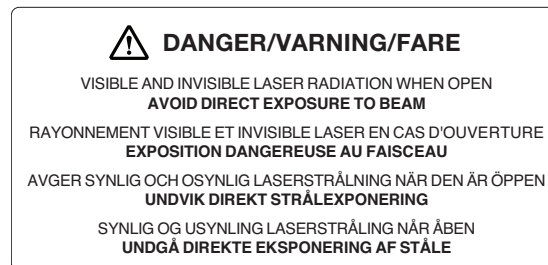 DANGER/VARNING/FARE
VISIBLE AND INVISIBLE LASER RADIATION WHEN OPEN
AVOID DIRECT EXPOSURE TO BEAM
RAYONNEMENT VISIBLE ET INVISIBLE LASER EN CAS D'OUVERTURE
EXPOSITION DANGEREUSE AU FAISCEAU
AVGER SYNLIG OCH OSYNLIG LASERSTRÅLNING NÄR DEN ÄR ÖPPEN
UNDVIK DIREKT STRÅLEXPONERING
SYNLIG OG USYNLING LASERSTRÅLING NÅR ÅBEN
UNDGÅ DIREKTE EKSPONERING AF STÅLE